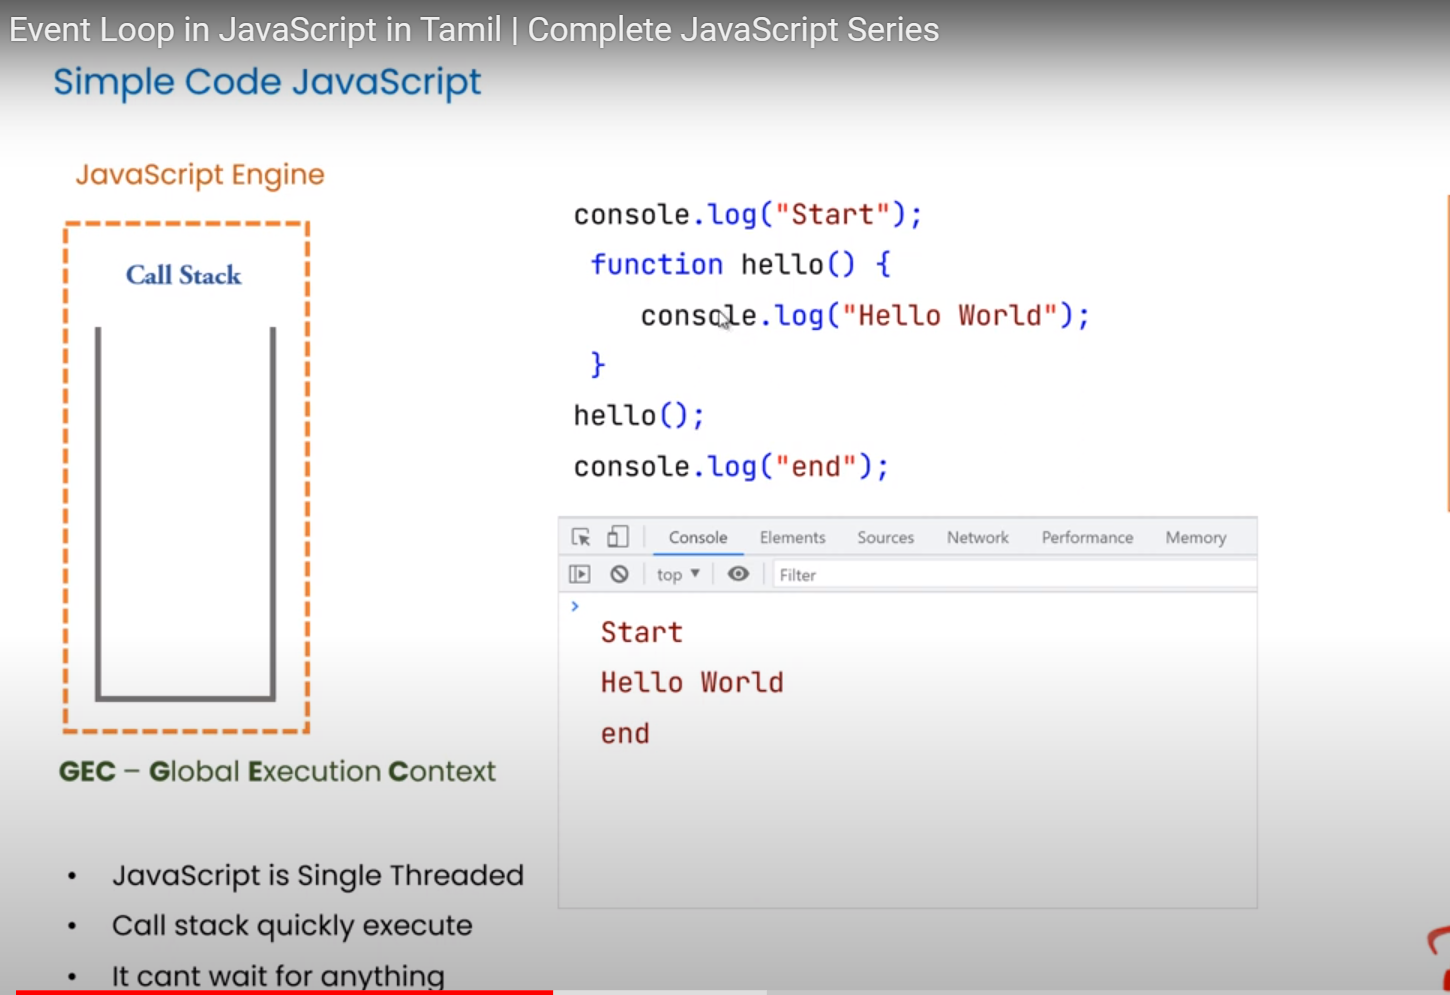 Event Loop in JavaScript in Tamil | Complete JavaScript Series
Simple Code JavaScript
JavaScript Engine
Call Stack
GEC – Global Execution Context
• JavaScript is Single Threaded
• Call stack quickly execute
• It cant wait for anything
console.log("Start");
function hello() {
console.log("Hello World");
}
hello();
console.log("end");
Console Elements Sources Network Performance Memory
top ▼ Filter
›
Start
Hello World
end